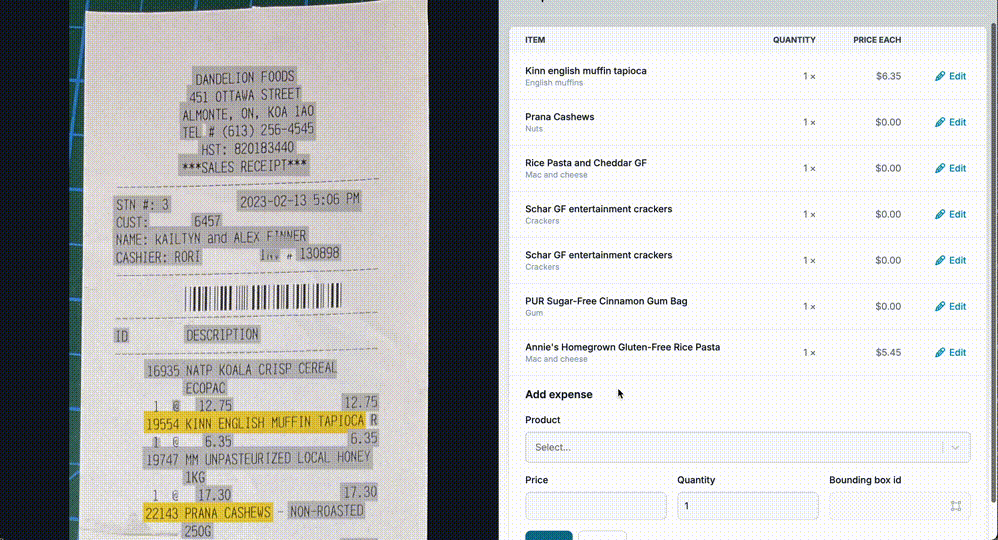 DANDELION FOODS
451 OTTAWA STREET
ALMONTE, ON, K0A 1A0
TEL # (613) 256-4545
HST: 820183440
***SALES RECEIPT***
STN #: 3 2023-02-13 5:06 PM
CUST: 6457
NAME: KAILTYN and ALEX FINNER
CASHIER: RORI Inv # 130898
ID DESCRIPTION
16935 NATP KOALA CRISP CEREAL
ECOPAC
1 @ 12.75 12.75
19554 KINN ENGLISH MUFFIN TAPIOCA R
1 @ 6.35 6.35
19747 MM UNPASTEURIZED LOCAL HONEY
1KG
1 @ 17.30 17.30
22143 PRANA CASHEWS - NON-ROASTED
250G
ITEM QUANTITY PRICE EACH
Kinn english muffin tapioca
English muffins
1 × $6.35 Edit
Prana Cashews
Nuts
1 × $0.00 Edit
Rice Pasta and Cheddar GF
Mac and cheese
1 × $0.00 Edit
Schar GF entertainment crackers
Crackers
1 × $0.00 Edit
Schar GF entertainment crackers
Crackers
1 × $0.00 Edit
PUR Sugar-Free Cinnamon Gum Bag
Gum
1 × $0.00 Edit
Annie's Homegrown Gluten-Free Rice Pasta
Mac and cheese
1 × $5.45 Edit
Add expense
Product
Select...
Price Quantity Bounding box id
1